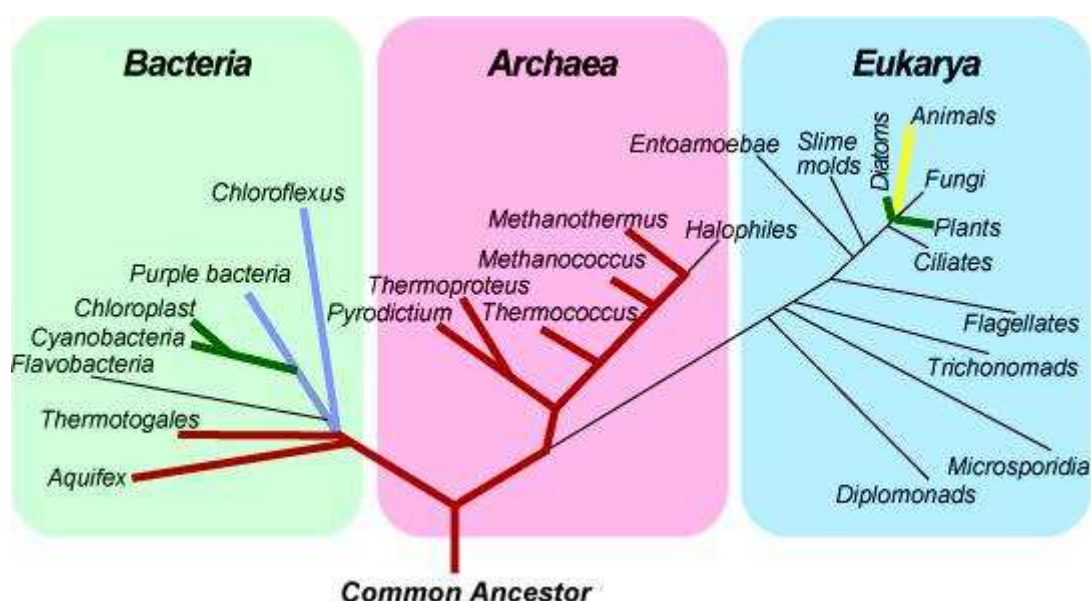 Bacteria
Archaea
Eukarya
Chloroflexus
Purple bacteria
Chloroplast
Cyanobacteria
Flavobacteria
Thermotogales
Aquifex
Methanothermus
Halophiles
Methanococcus
Thermoproteus
Pyrodictium
Thermococcus
Entoamoebae
Slime
molds
Diatoms
Animals
Fungi
Plants
Ciliates
Flagellates
Trichonomads
Microsporidia
Diplomonads
Common Ancestor